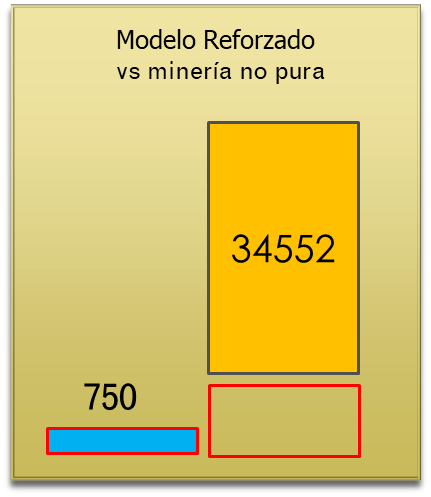 Modelo Reforzado
vs minería no pura
34552
750